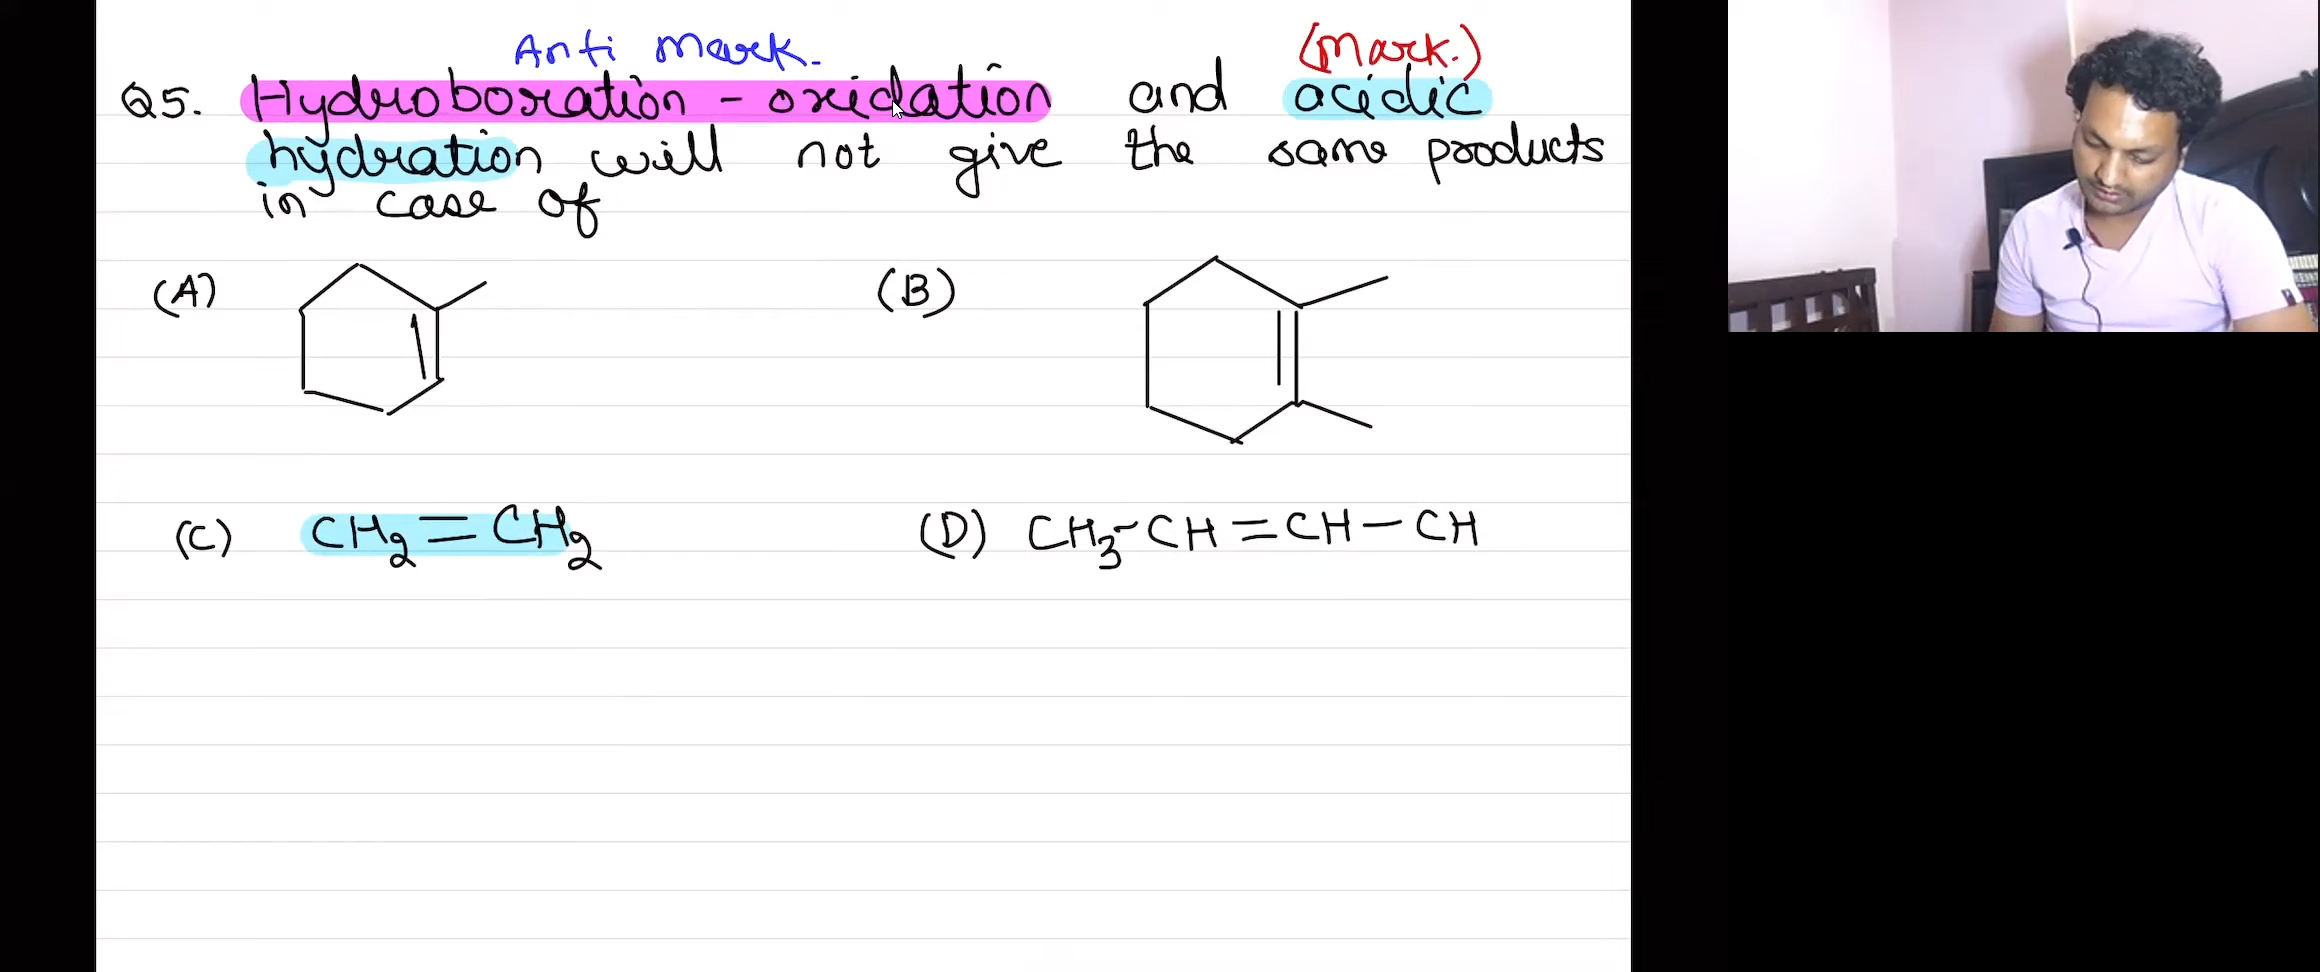 Anti Mark.
(Mark.)
Q5. Hydroboration - oxidation and acidic
hydration will not give the same products
in case of
(A)
(B)
(C) CH2=CH2
(D) CH3-CH=CH-CH